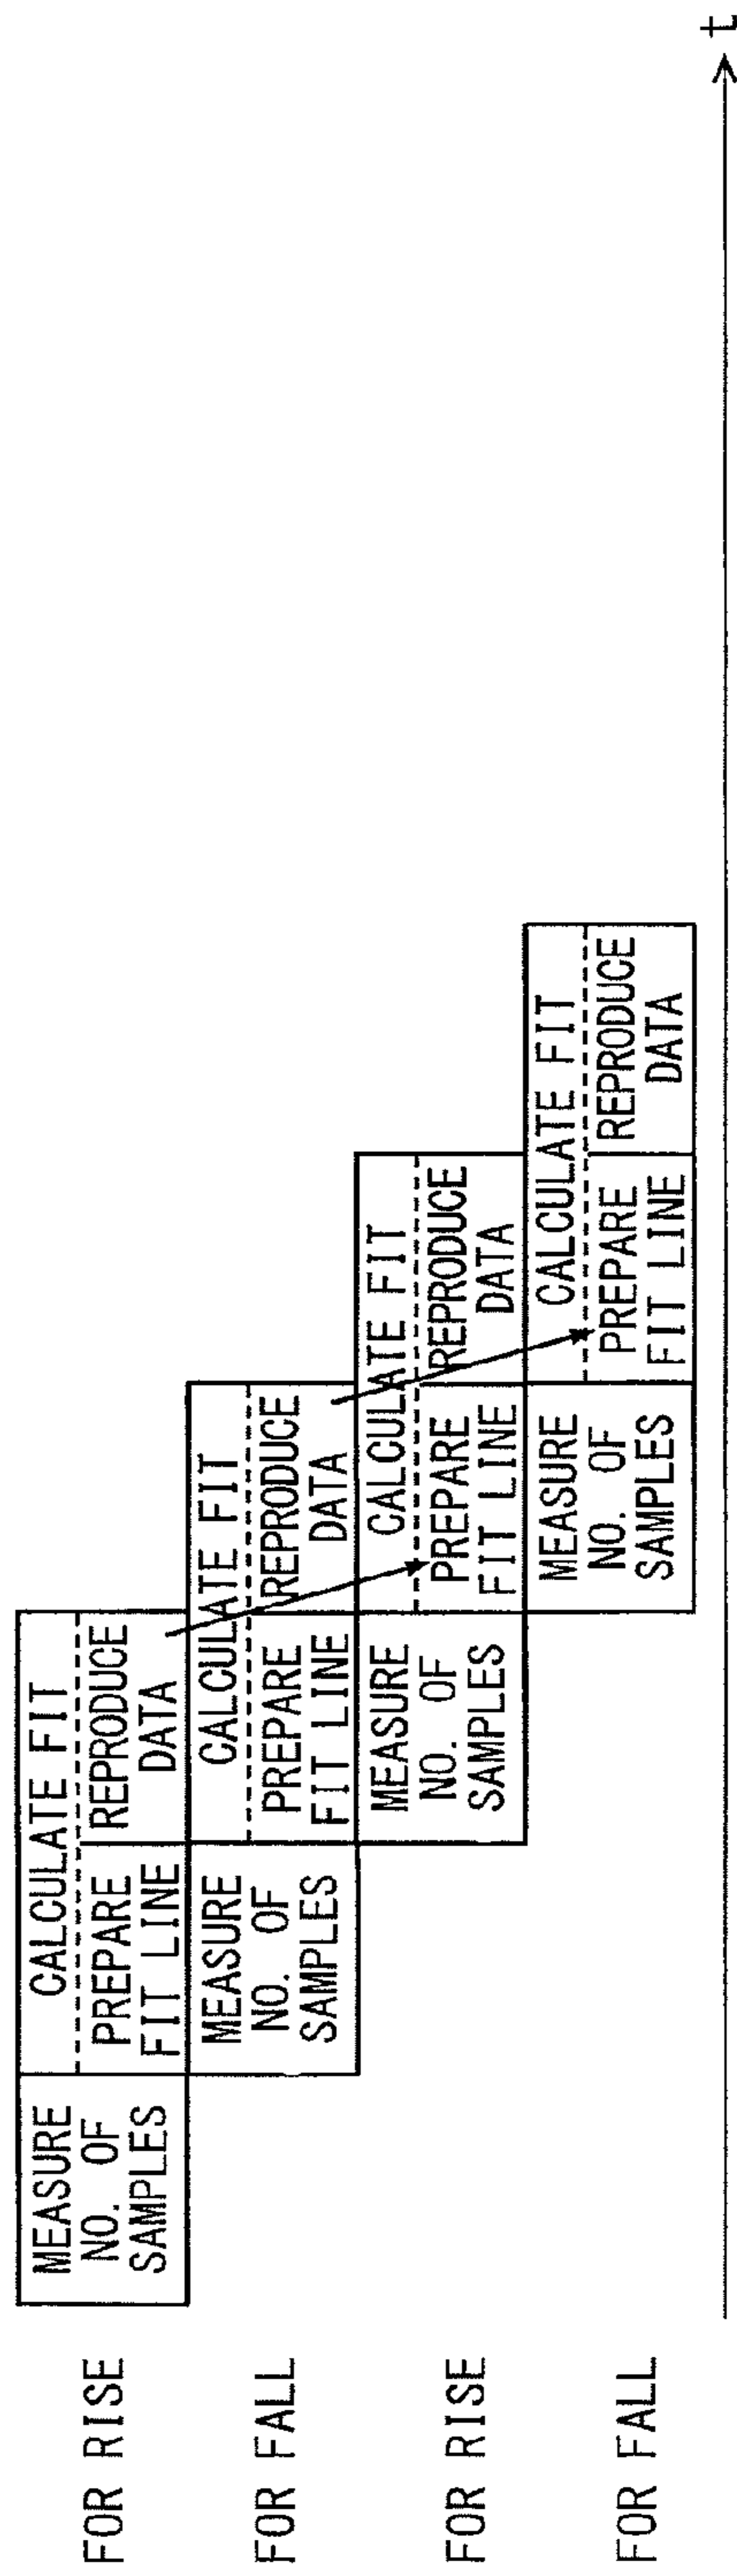 FOR RISE
MEASURE
NO. OF
SAMPLES
CALCULATE FIT
PREPARE
FIT LINE
REPRODUCE
DATA
FOR FALL
MEASURE
NO. OF
SAMPLES
CALCULATE FIT
PREPARE
FIT LINE
REPRODUCE
DATA
FOR RISE
MEASURE
NO. OF
SAMPLES
CALCULATE FIT
PREPARE
FIT LINE
REPRODUCE
DATA
FOR FALL
MEASURE
NO. OF
SAMPLES
CALCULATE FIT
PREPARE
FIT LINE
REPRODUCE
DATA
t